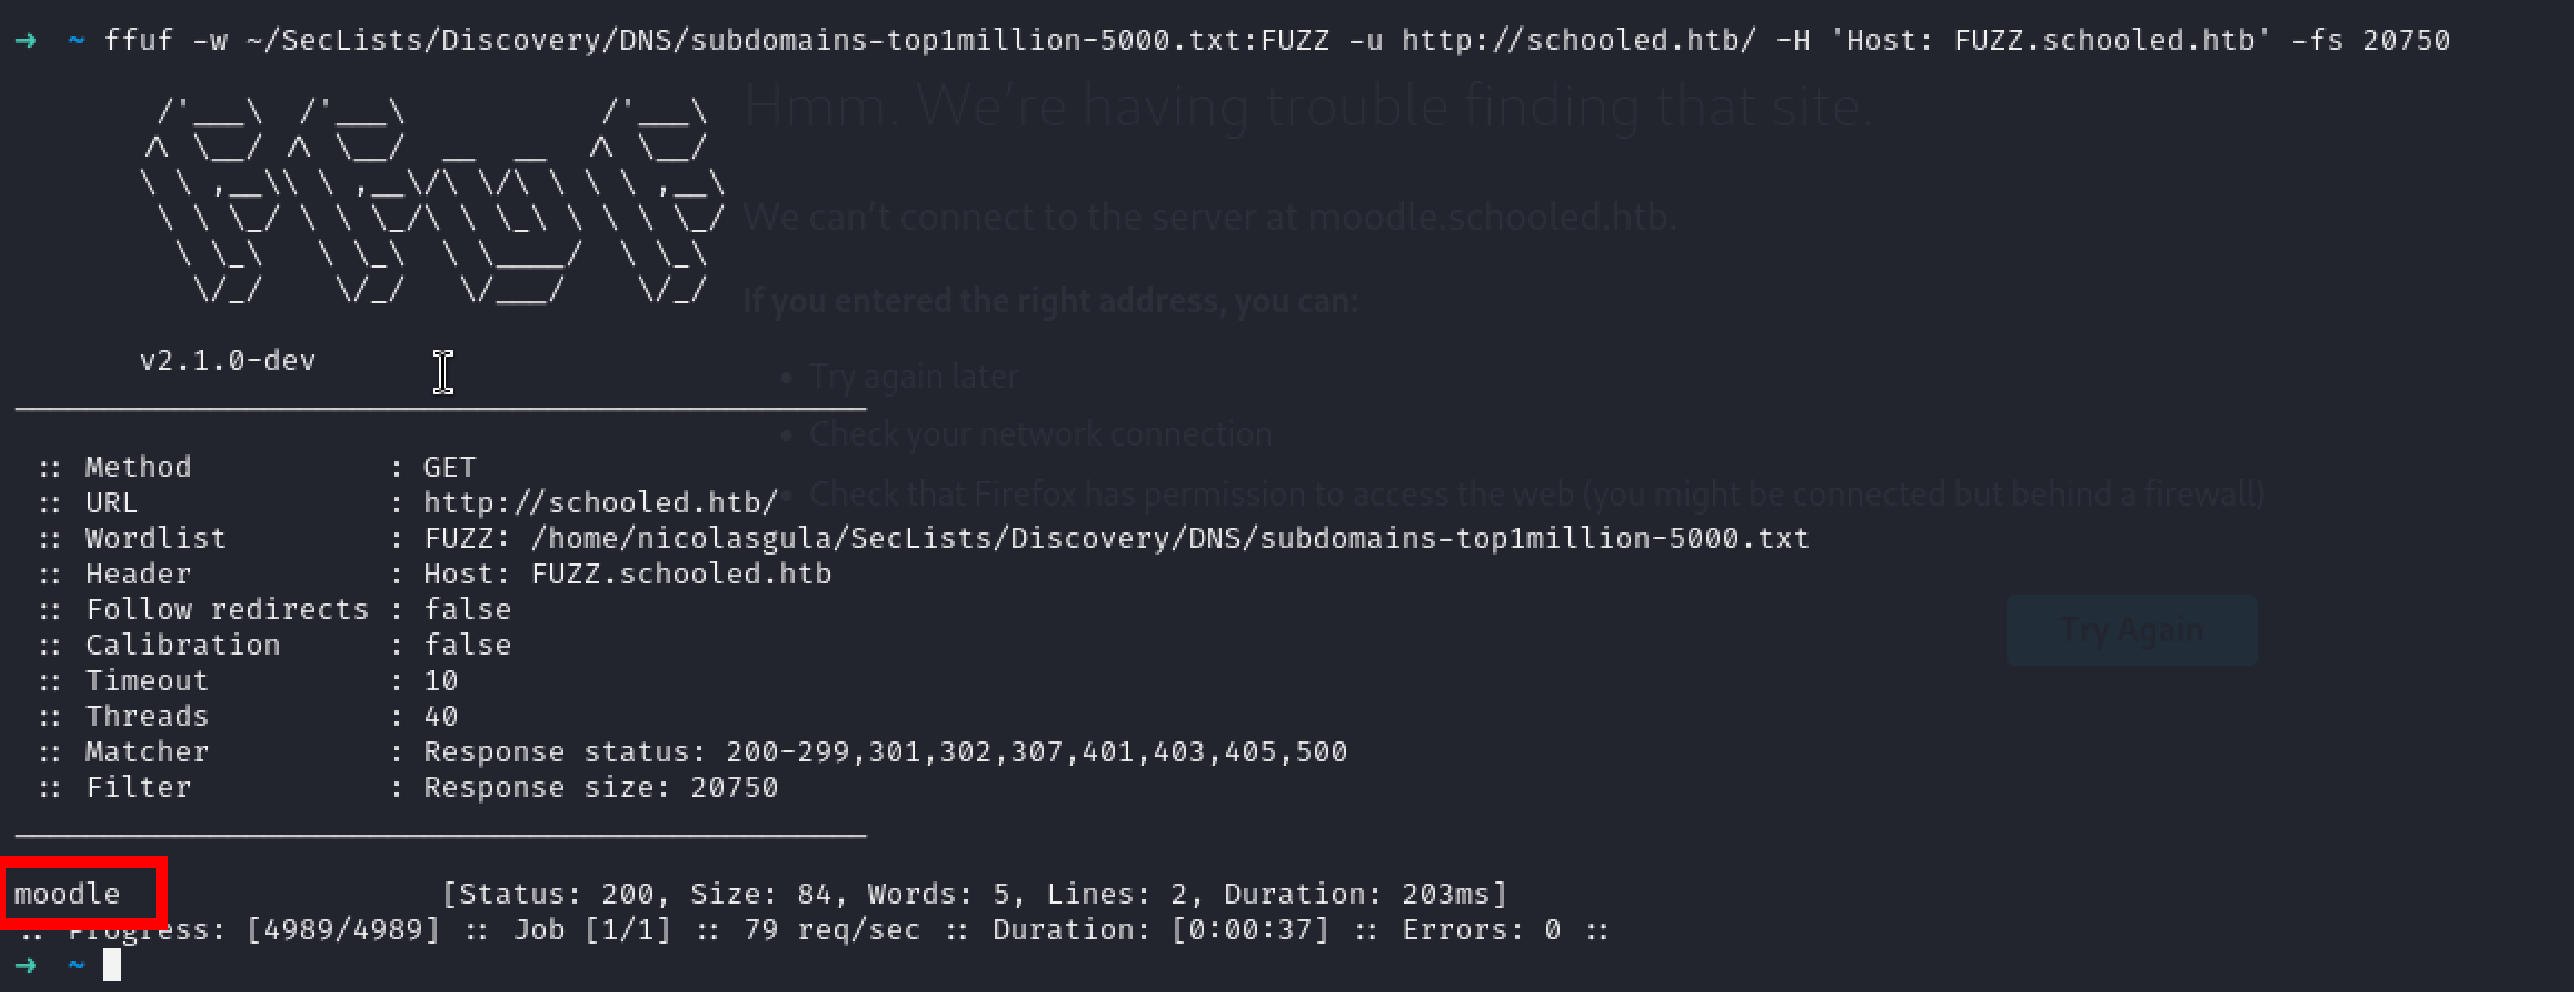 → ~ ffuf -w ~/SecLists/Discovery/DNS/subdomains-top1million-5000.txt:FUZZ -u http://schooled.htb/ -H 'Host: FUZZ.schooled.htb' -fs 20750
Hmm. We're having trouble finding that site.
We can't connect to the server at moodle.schooled.htb.
If you entered the right address, you can:
v2.1.0-dev
• Try again later
• Check your network connection
• Check that Firefox has permission to access the web (you might be connected but behind a firewall)
:: Method : GET
:: URL : http://schooled.htb/
:: Wordlist : FUZZ: /home/nicolasgula/SecLists/Discovery/DNS/subdomains-top1million-5000.txt
:: Header : Host: FUZZ.schooled.htb
:: Follow redirects : false
:: Calibration : false
Try Again
:: Timeout : 10
:: Threads : 40
:: Matcher : Response status: 200-299,301,302,307,401,403,405,500
:: Filter : Response size: 20750
moodle [Status: 200, Size: 84, Words: 5, Lines: 2, Duration: 203ms]
:: Progress: [4989/4989] :: Job [1/1] :: 79 req/sec :: Duration: [0:00:37] :: Errors: 0 ::
→ ~